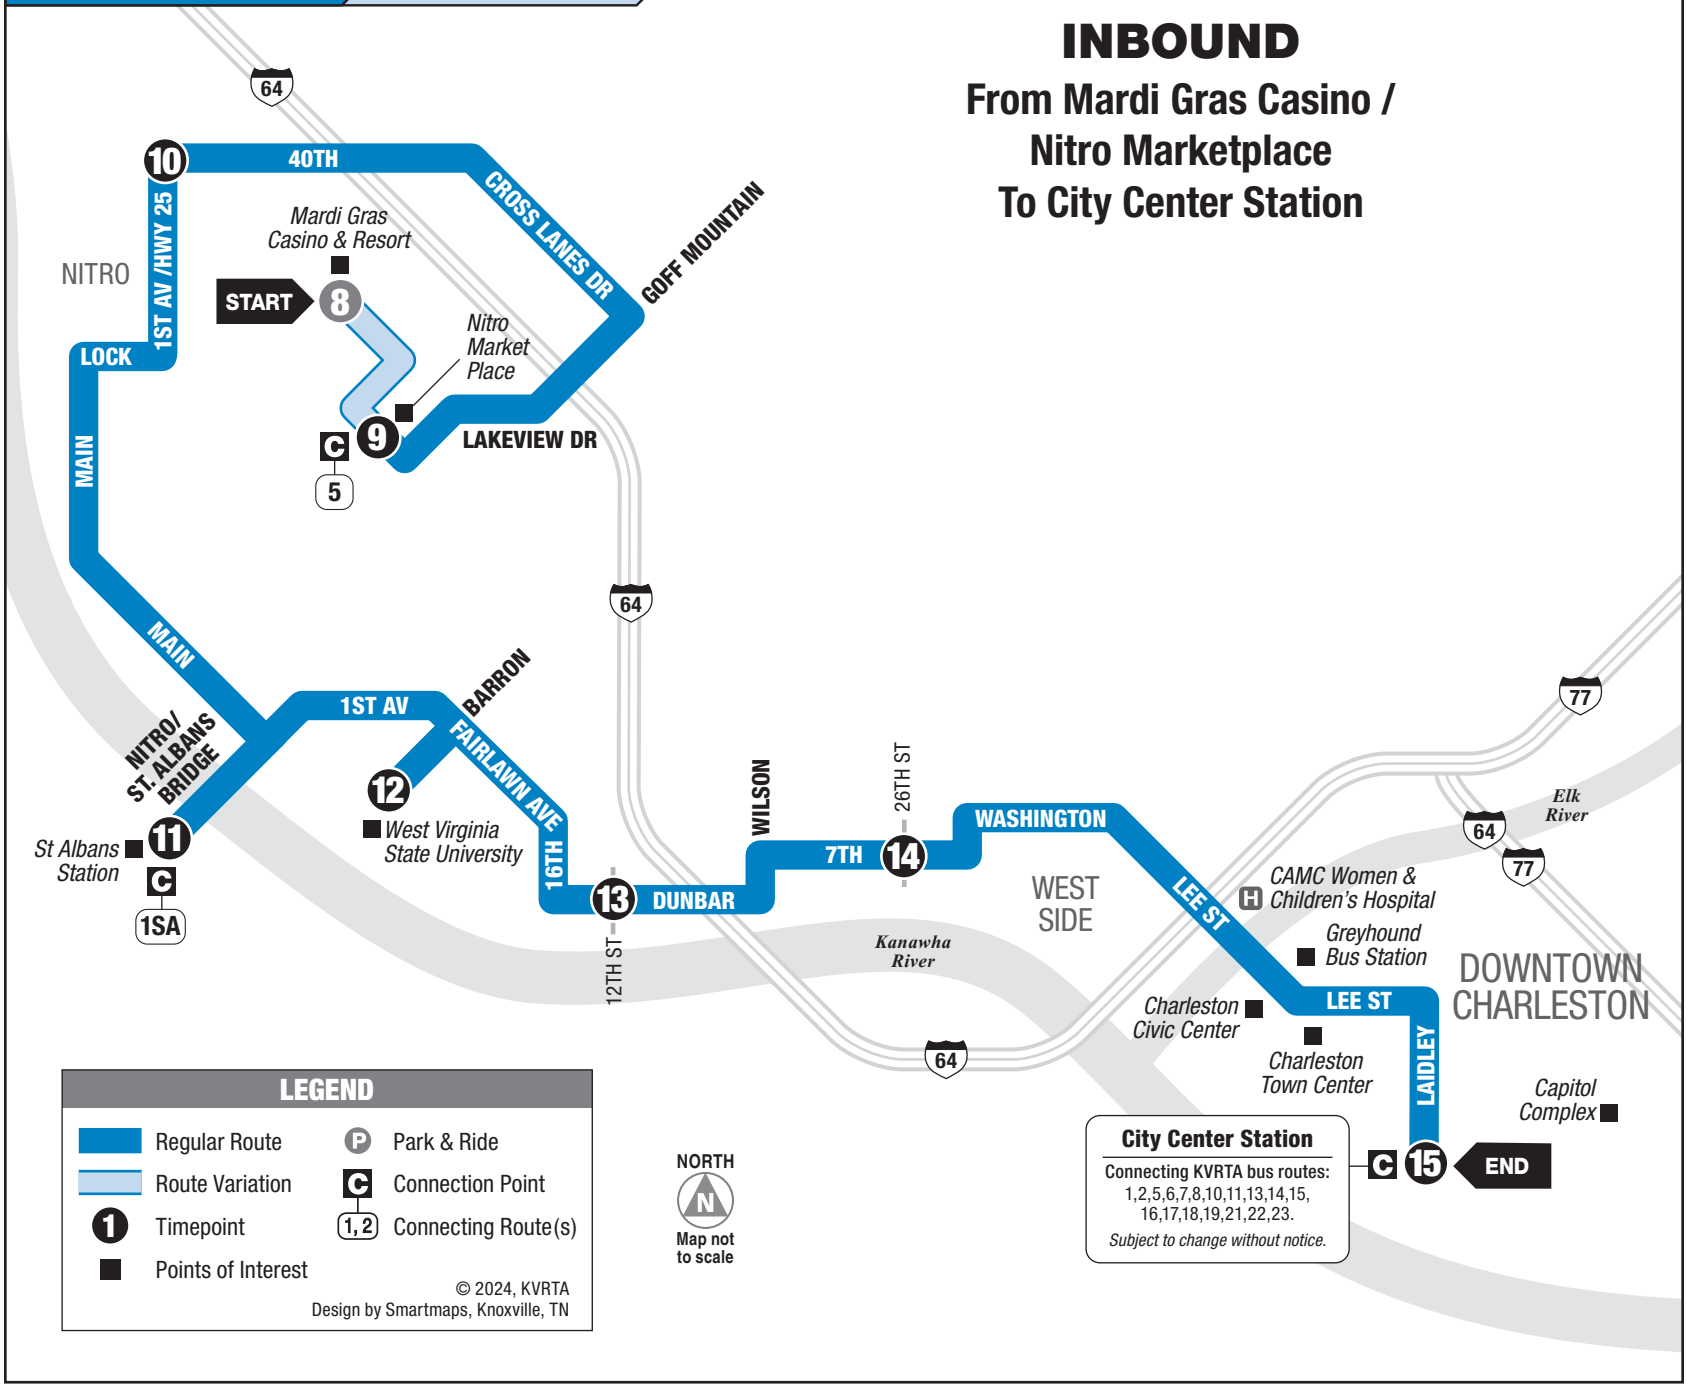 INBOUND
From Mardi Gras Casino /
Nitro Marketplace
To City Center Station
64
10
40TH
CROSS LANES DR
GOFF MOUNTAIN
1ST AV /HWY 25
NITRO
Mardi Gras
Casino & Resort
START
8
Nitro
Market
Place
LOCK
9
C
5
LAKEVIEW DR
MAIN
64
MAIN
NITRO/
ST. ALBANS
BRIDGE
1ST AV
BARRON
FAIRLAWN AVE
12
West Virginia
State University
11
St Albans
Station
C
1SA
16TH
13
12TH ST
DUNBAR
WILSON
7TH
26TH ST
14
WASHINGTON
WEST
SIDE
LEE ST
77
Elk
River
64
77
H
CAMC Women &
Children's Hospital
Greyhound
Bus Station
Kanawha
River
DOWNTOWN
CHARLESTON
Charleston
Civic Center
LEE ST
Charleston
Town Center
LAIDLEY
64
Capitol
Complex
City Center Station
Connecting KVRTA bus routes:
1,2,5,6,7,8,10,11,13,14,15,
16,17,18,19,21,22,23.
Subject to change without notice.
C
15
END
LEGEND
Regular Route
P
Park & Ride
Route Variation
C
Connection Point
1
Timepoint
1, 2
Connecting Route(s)
Points of Interest
© 2024, KVRTA
Design by Smartmaps, Knoxville, TN
NORTH
N
Map not
to scale